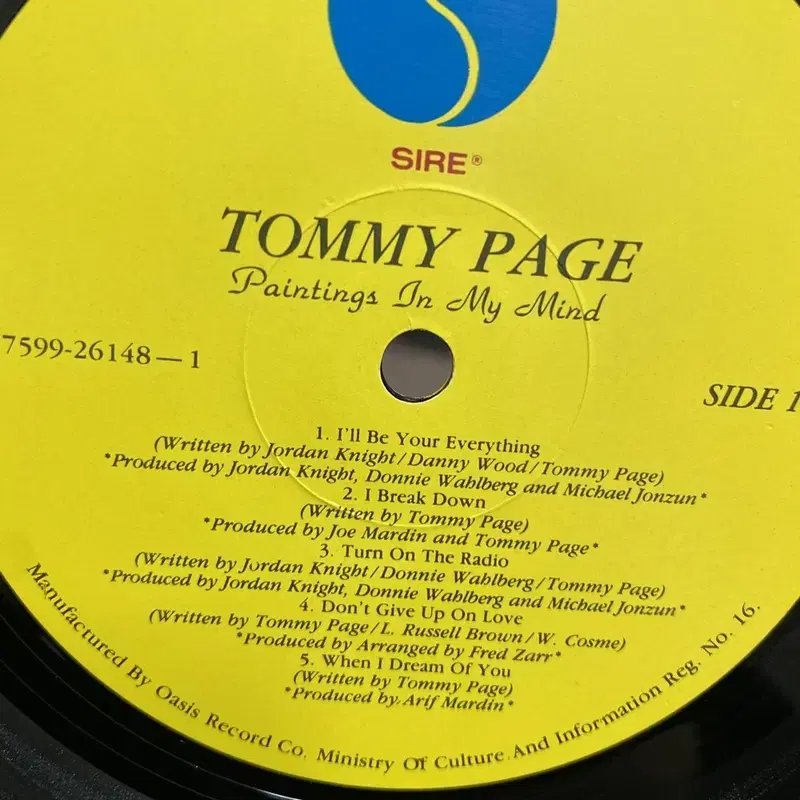 SIRE®
TOMMY PAGE
Paintings In My Mind
7599-26148—1
SIDE 1
1. I'll Be Your Everything
(Written by Jordan Knight/Danny Wood/Tommy Page)
*Produced by Jordan Knight, Donnie Wahlberg and Michael Jonzun*
2. I Break Down
(Written by Tommy Page)
*Produced by Joe Mardin and Tommy Page*
3. Turn On The Radio
(Written by Jordan Knight/Donnie Wahlberg/Tommy Page)
*Produced by Jordan Knight, Donnie Wahlberg and Michael Jonzun*
4. Don't Give Up On Love
(Written by Tommy Page/L. Russell Brown/W. Cosme)
*Produced by Arranged by Fred Zarr*
5. When I Dream Of You
(Written by Tommy Page)
*Produced by Arif Mardin*
Manufactured By Oasis Record Co. Ministry Of Culture And Information Reg. No. 16.